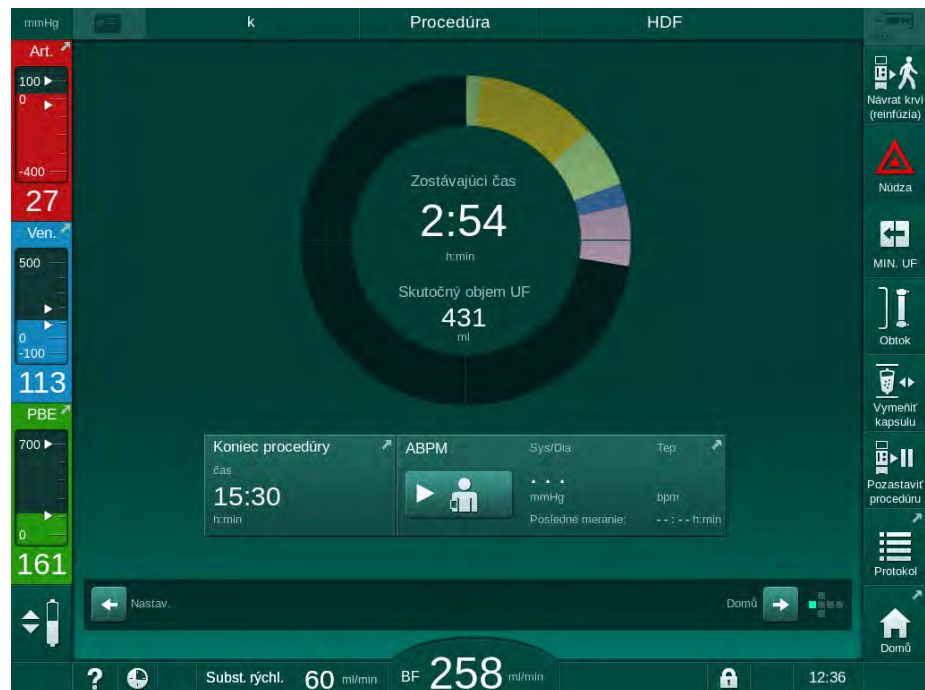 mmHg
k
Procedúra
HDF
Art.
100
0
-400
27
Ven.
500
0
-100
113
PBE
700
0
161
Zostávajúci čas
2:54
h:min
Skutočný objem UF
431
ml
Koniec procedúry
čas
15:30
h:min
ABPM
Sys/Dia
Tep
. . .
mmHg
bpm
Posledné meranie:
--:-- h:min
Nastav.
Domů
Návrat krvi
(reinfúzia)
Núdza
MIN. UF
Obtok
Vymeňiť
kapsulu
Pozastaviť
procedúru
Protokol
Domů
?
Subst. rýchl.
60 ml/min
BF 258 ml/min
12:36